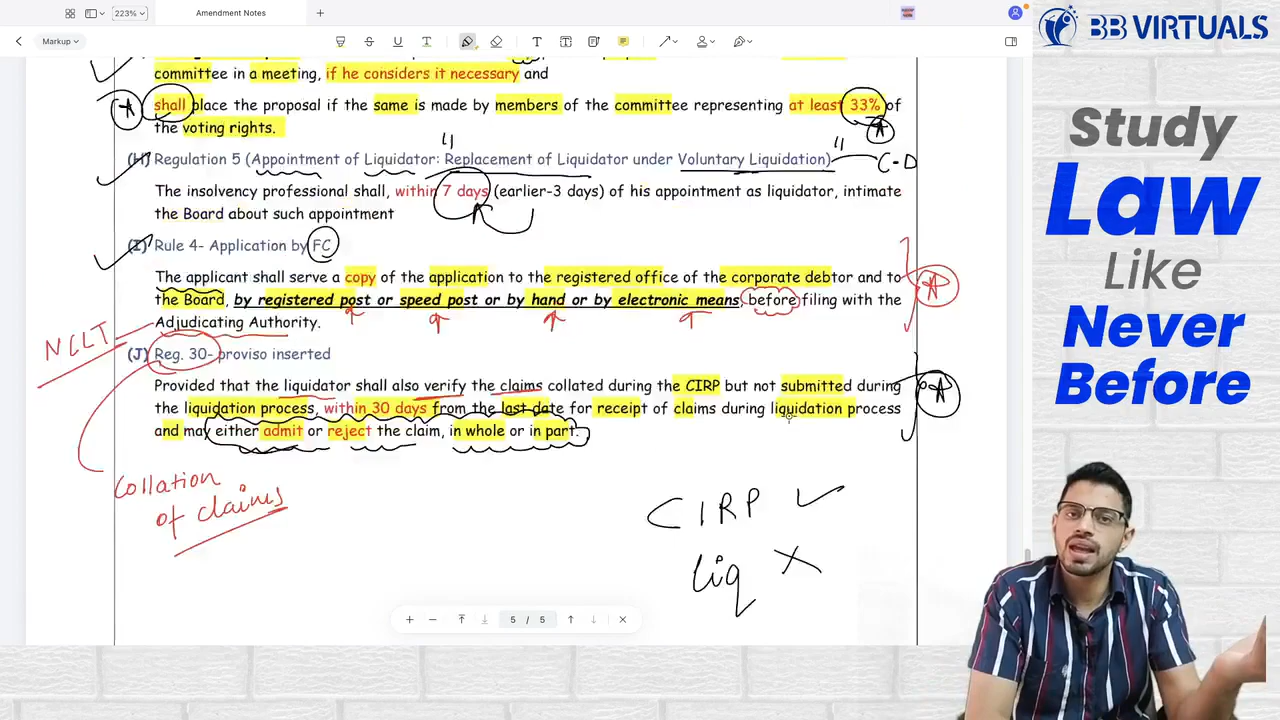 Amendment Notes
223%
Markup
BB VIRTUALS
committee in a meeting, if he considers it necessary and
shall place the proposal if the same is made by members of the committee representing at least 33% of
the voting rights.
(H) Regulation 5 (Appointment of Liquidator: Replacement of Liquidator under Voluntary Liquidation)
C-D
The insolvency professional shall, within 7 days (earlier-3 days) of his appointment as liquidator, intimate
the Board about such appointment
(I) Rule 4- Application by FC
The applicant shall serve a copy of the application to the registered office of the corporate debtor and to
the Board, by registered post or speed post or by hand or by electronic means before filing with the
Adjudicating Authority.
NCLT
(J) Reg. 30- proviso inserted
Provided that the liquidator shall also verify the claims collated during the CIRP but not submitted during
the liquidation process, within 30 days from the last date for receipt of claims during liquidation process
and may either admit or reject the claim, in whole or in part.
Collation
of claims
CIRP
Liq
5 / 5
Study
Law
Like
Never
Before